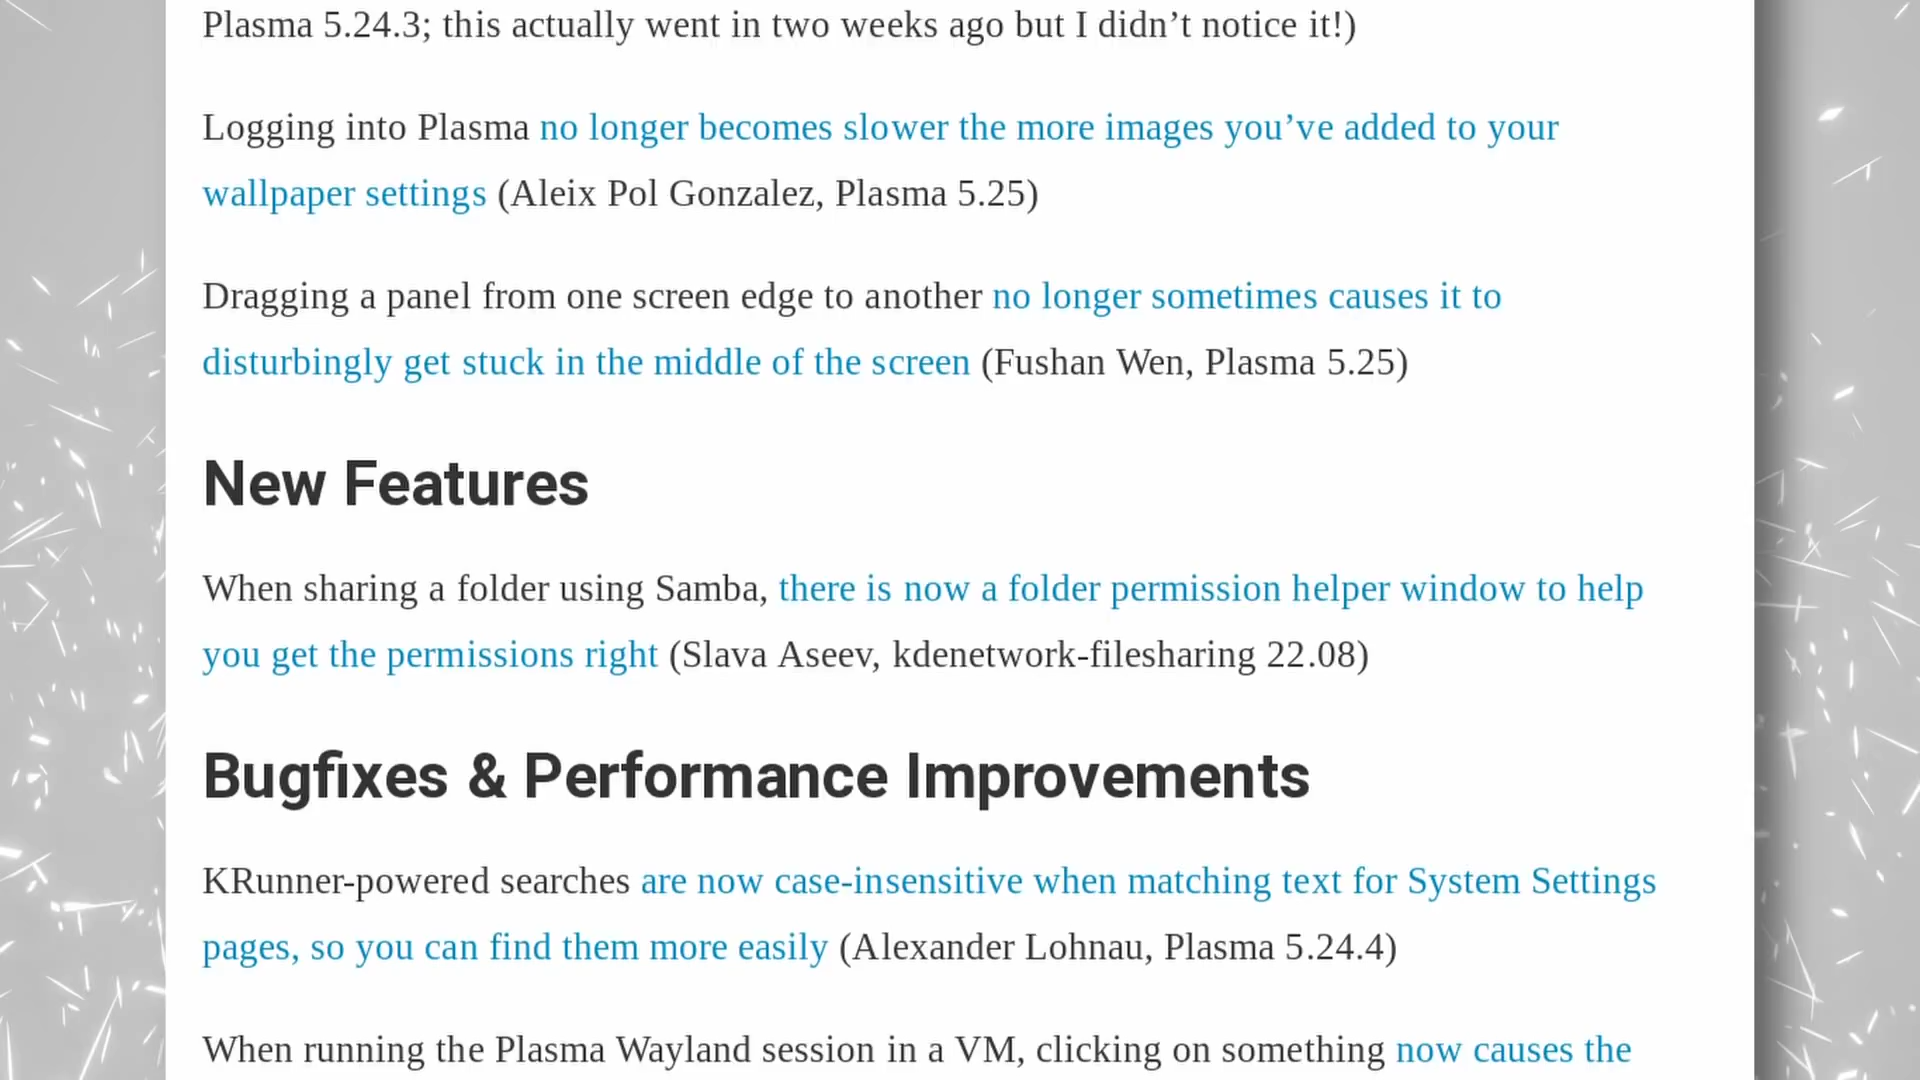 Plasma 5.24.3; this actually went in two weeks ago but I didn’t notice it!)
Logging into Plasma no longer becomes slower the more images you’ve added to your
wallpaper settings (Aleix Pol Gonzalez, Plasma 5.25)
Dragging a panel from one screen edge to another no longer sometimes causes it to
disturbingly get stuck in the middle of the screen (Fushan Wen, Plasma 5.25)
New Features
When sharing a folder using Samba, there is now a folder permission helper window to help
you get the permissions right (Slava Aseev, kdenetwork-filesharing 22.08)
Bugfixes & Performance Improvements
KRunner-powered searches are now case-insensitive when matching text for System Settings
pages, so you can find them more easily (Alexander Lohnau, Plasma 5.24.4)
When running the Plasma Wayland session in a VM, clicking on something now causes the